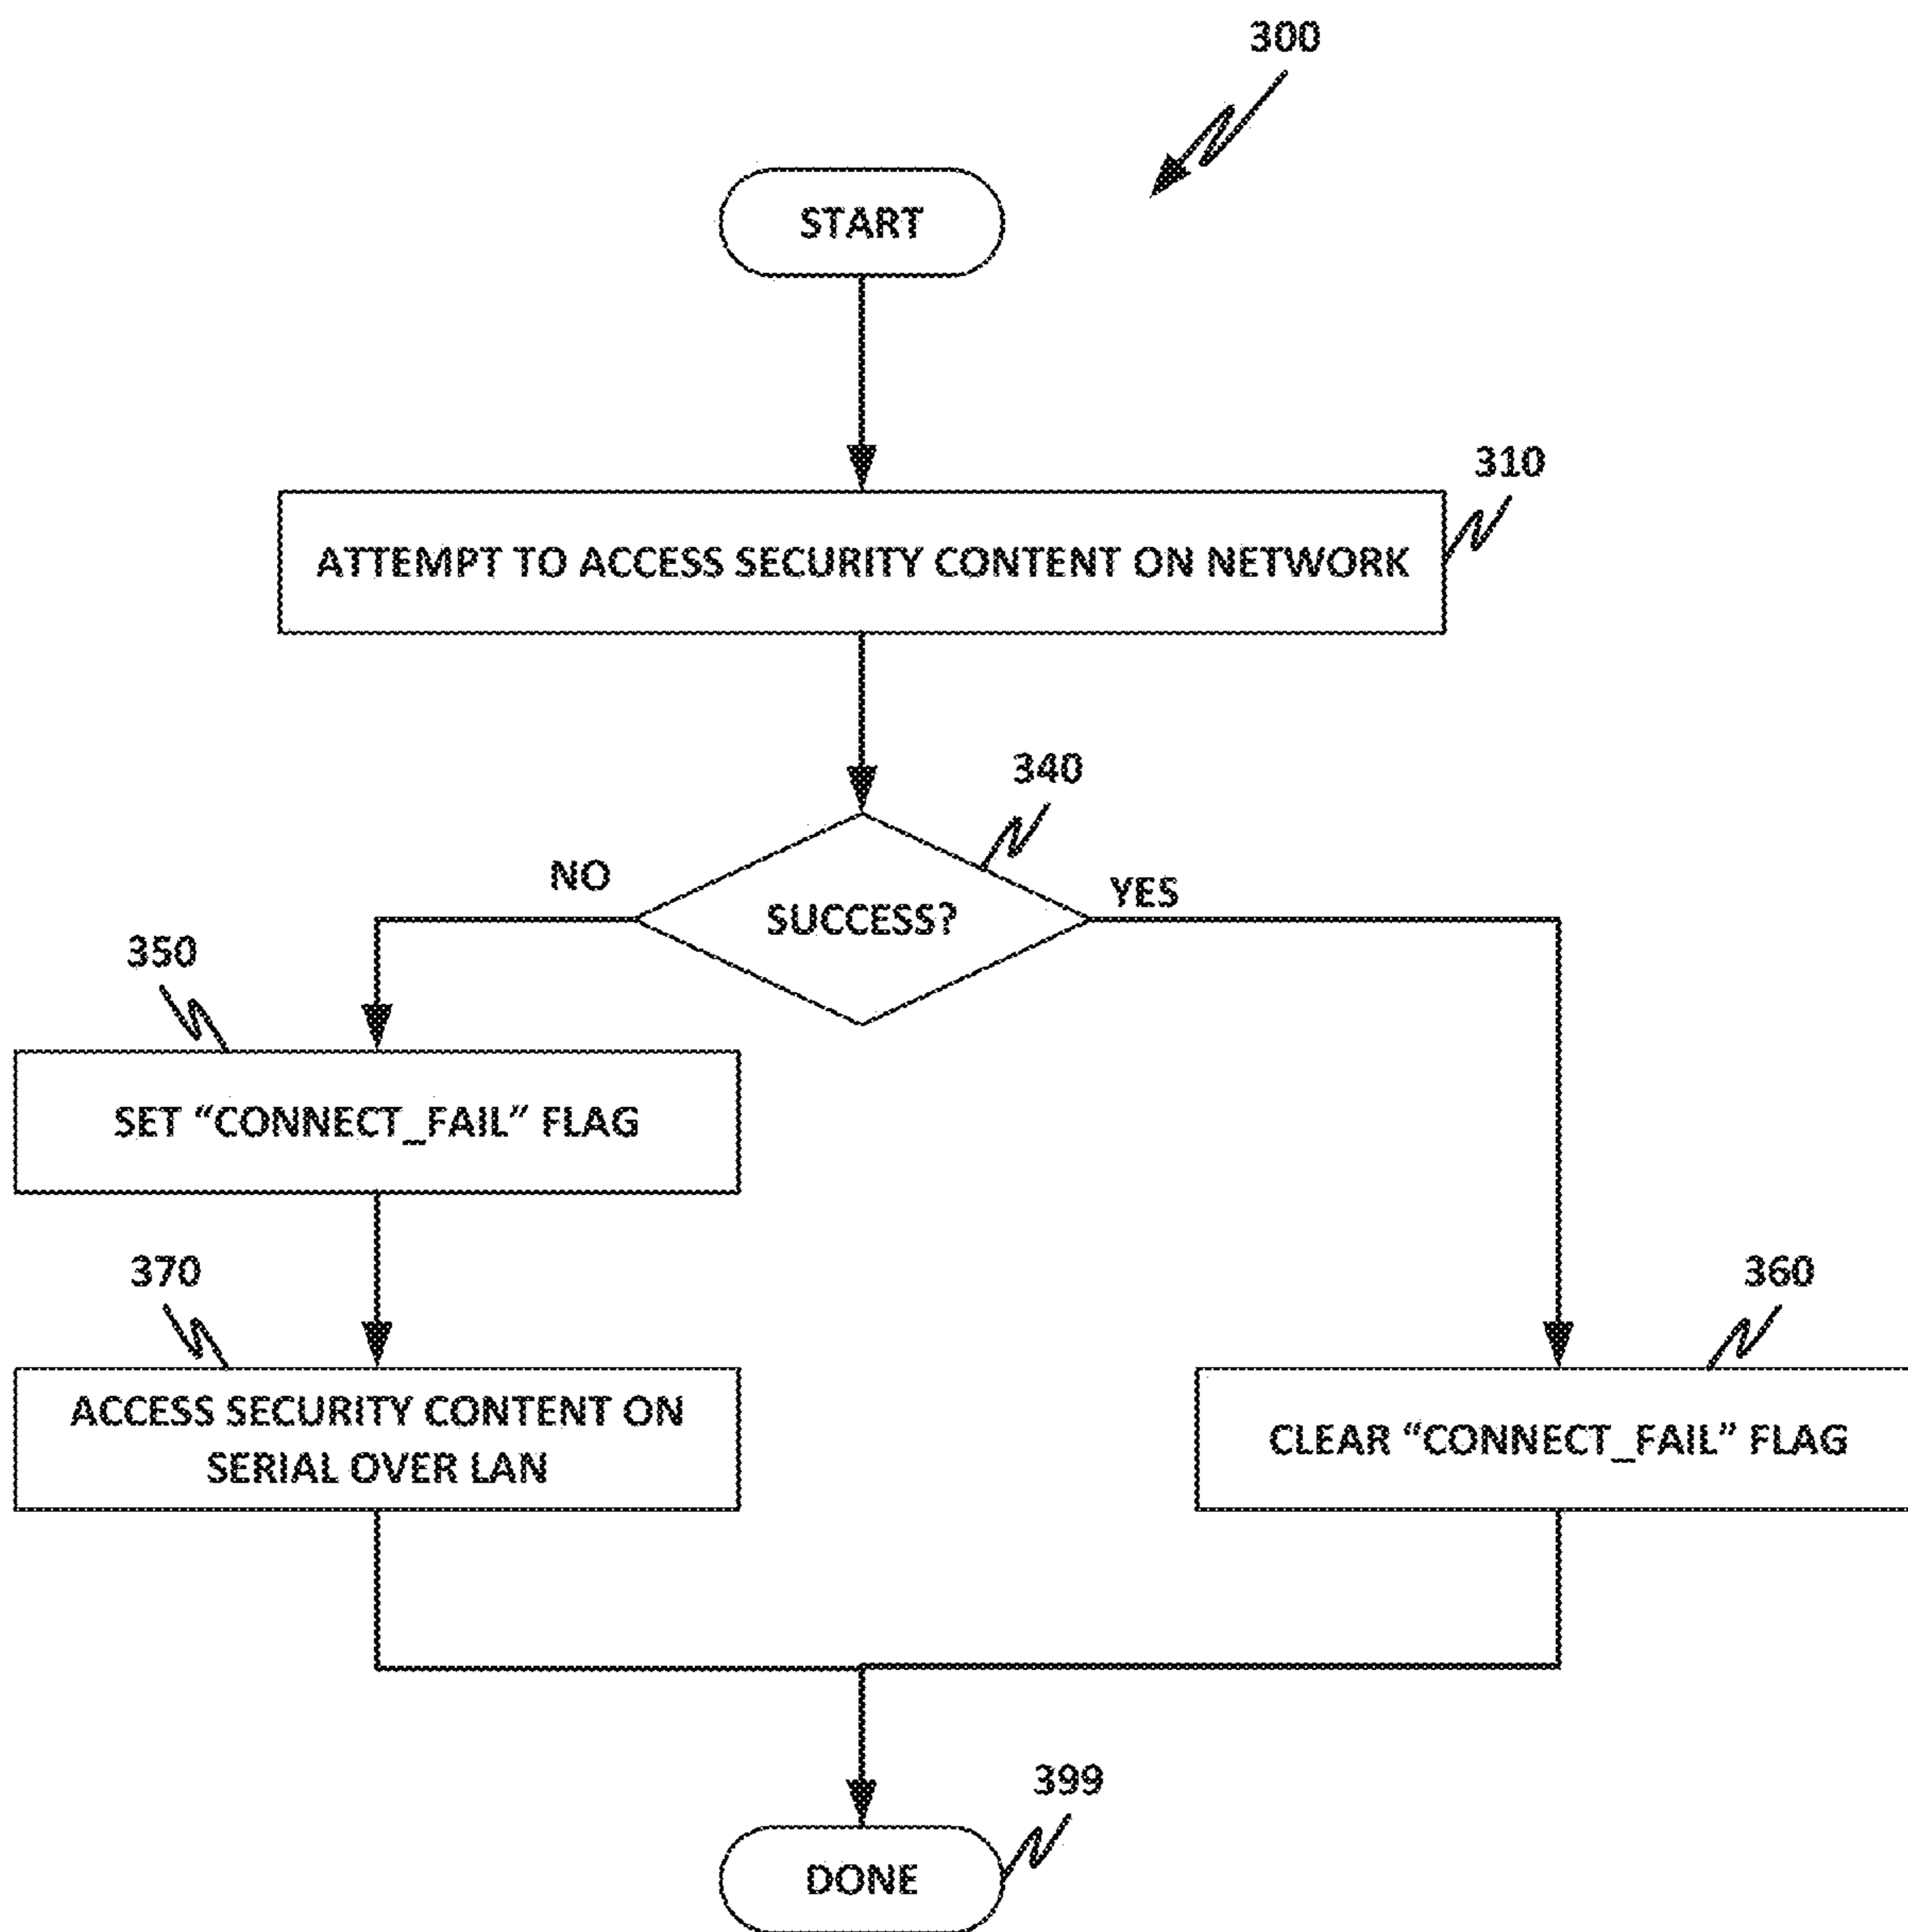 300
START
310
ATTEMPT TO ACCESS SECURITY CONTENT ON NETWORK
340
NO
YES
SUCCESS?
350
SET “CONNECT_FAIL” FLAG
370
360
ACCESS SECURITY CONTENT ON
SERIAL OVER LAN
CLEAR “CONNECT_FAIL” FLAG
399
DONE